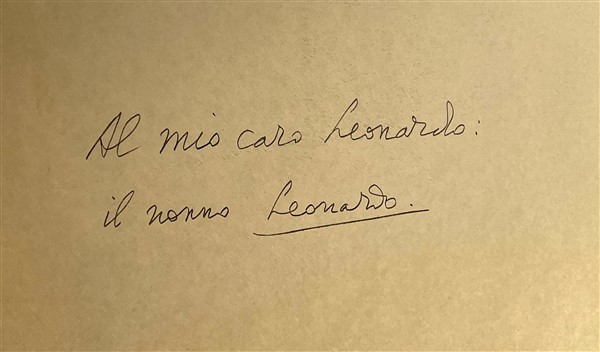 Al mio caro Leonardo:
il nonno Leonardo.